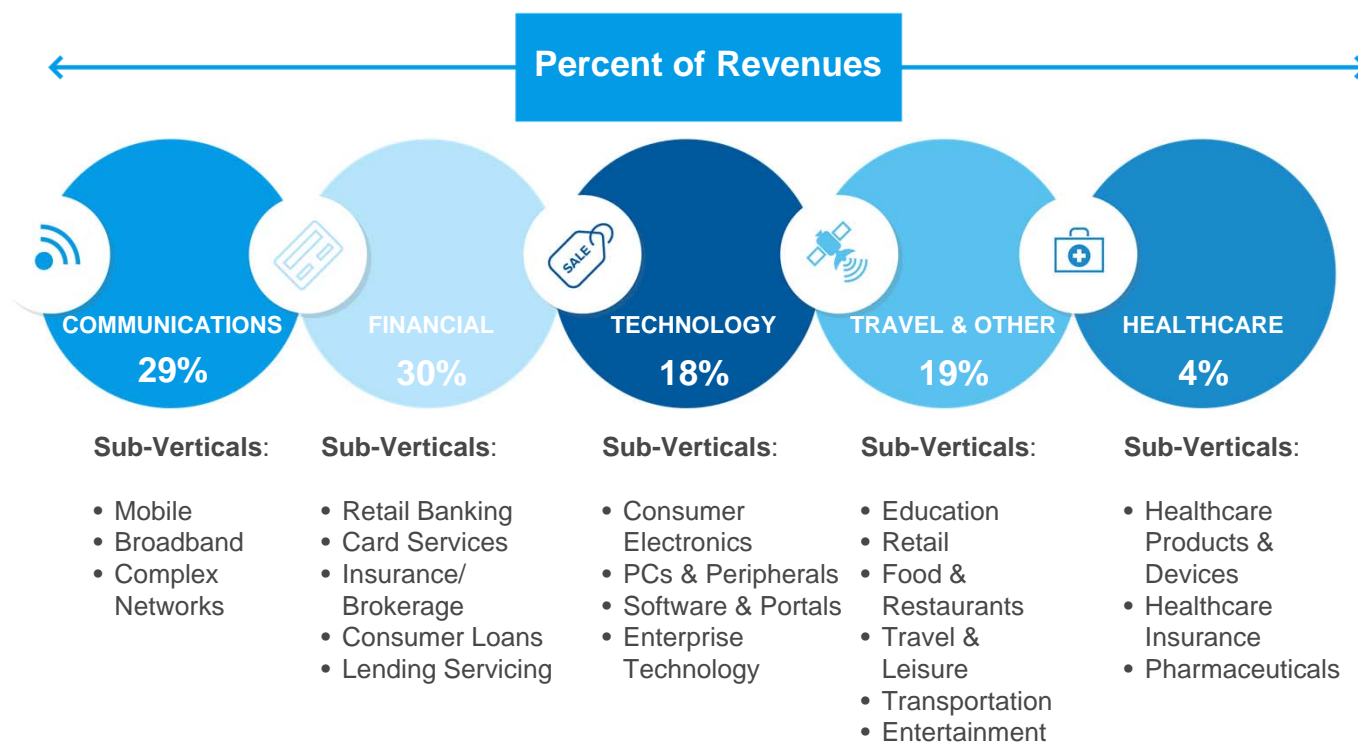 Percent of Revenues
SALE
COMMUNICATIONS
29%
FINANCIAL
30%
TECHNOLOGY
18%
TRAVEL & OTHER
19%
HEALTHCARE
4%
Sub-Verticals:
• Mobile
• Broadband
• Complex
Networks
Sub-Verticals:
• Retail Banking
• Card Services
• Insurance/
Brokerage
• Consumer Loans
• Lending Servicing
Sub-Verticals:
• Consumer
Electronics
• PCs & Peripherals
• Software & Portals
• Enterprise
Technology
Sub-Verticals:
• Education
• Retail
• Food &
Restaurants
• Travel &
Leisure
• Transportation
• Entertainment
Sub-Verticals:
• Healthcare
Products &
Devices
• Healthcare
Insurance
• Pharmaceuticals